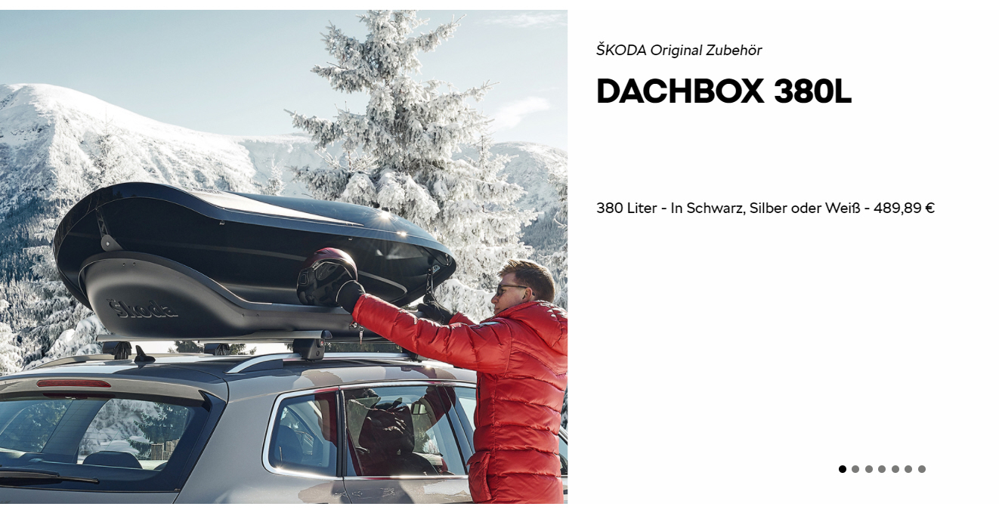 ŠKODA Original Zubehör
DACHBOX 380L
380 Liter - In Schwarz, Silber oder Weiß - 489,89 €
Škoda